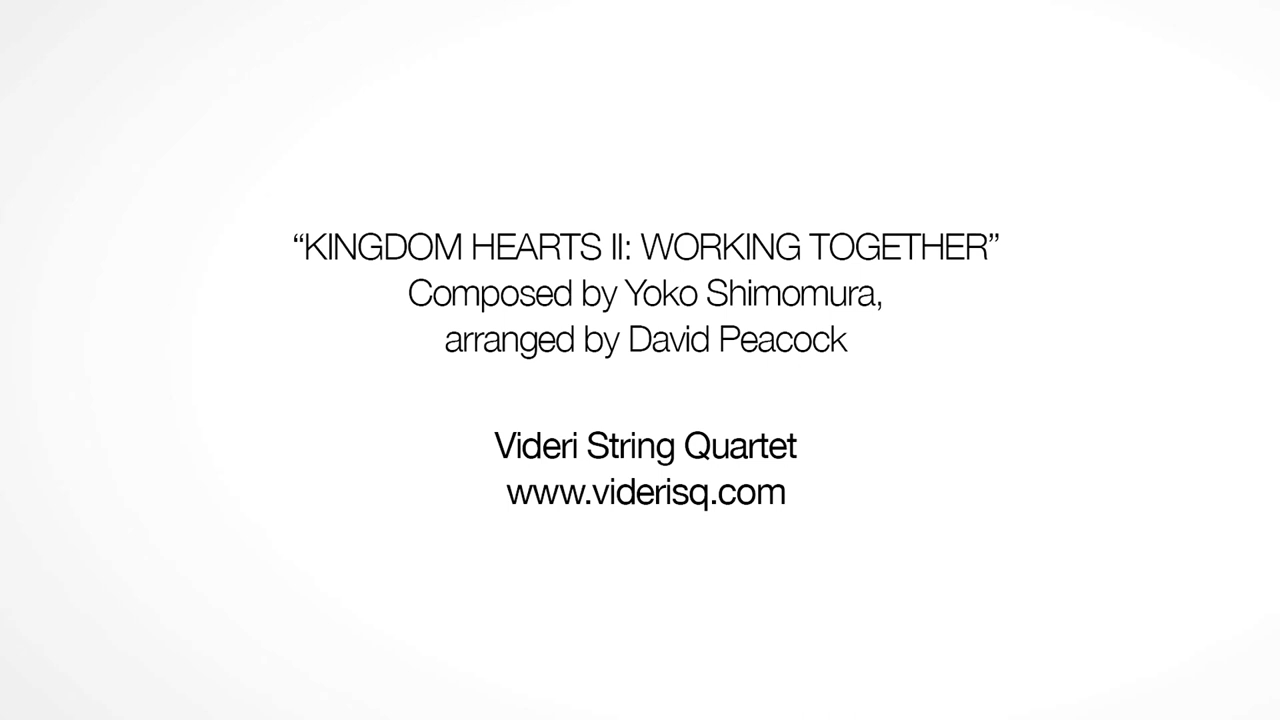 “KINGDOM HEARTS II: WORKING TOGETHER”
Composed by Yoko Shimomura,
arranged by David Peacock
Videri String Quartet
www.viderisq.com